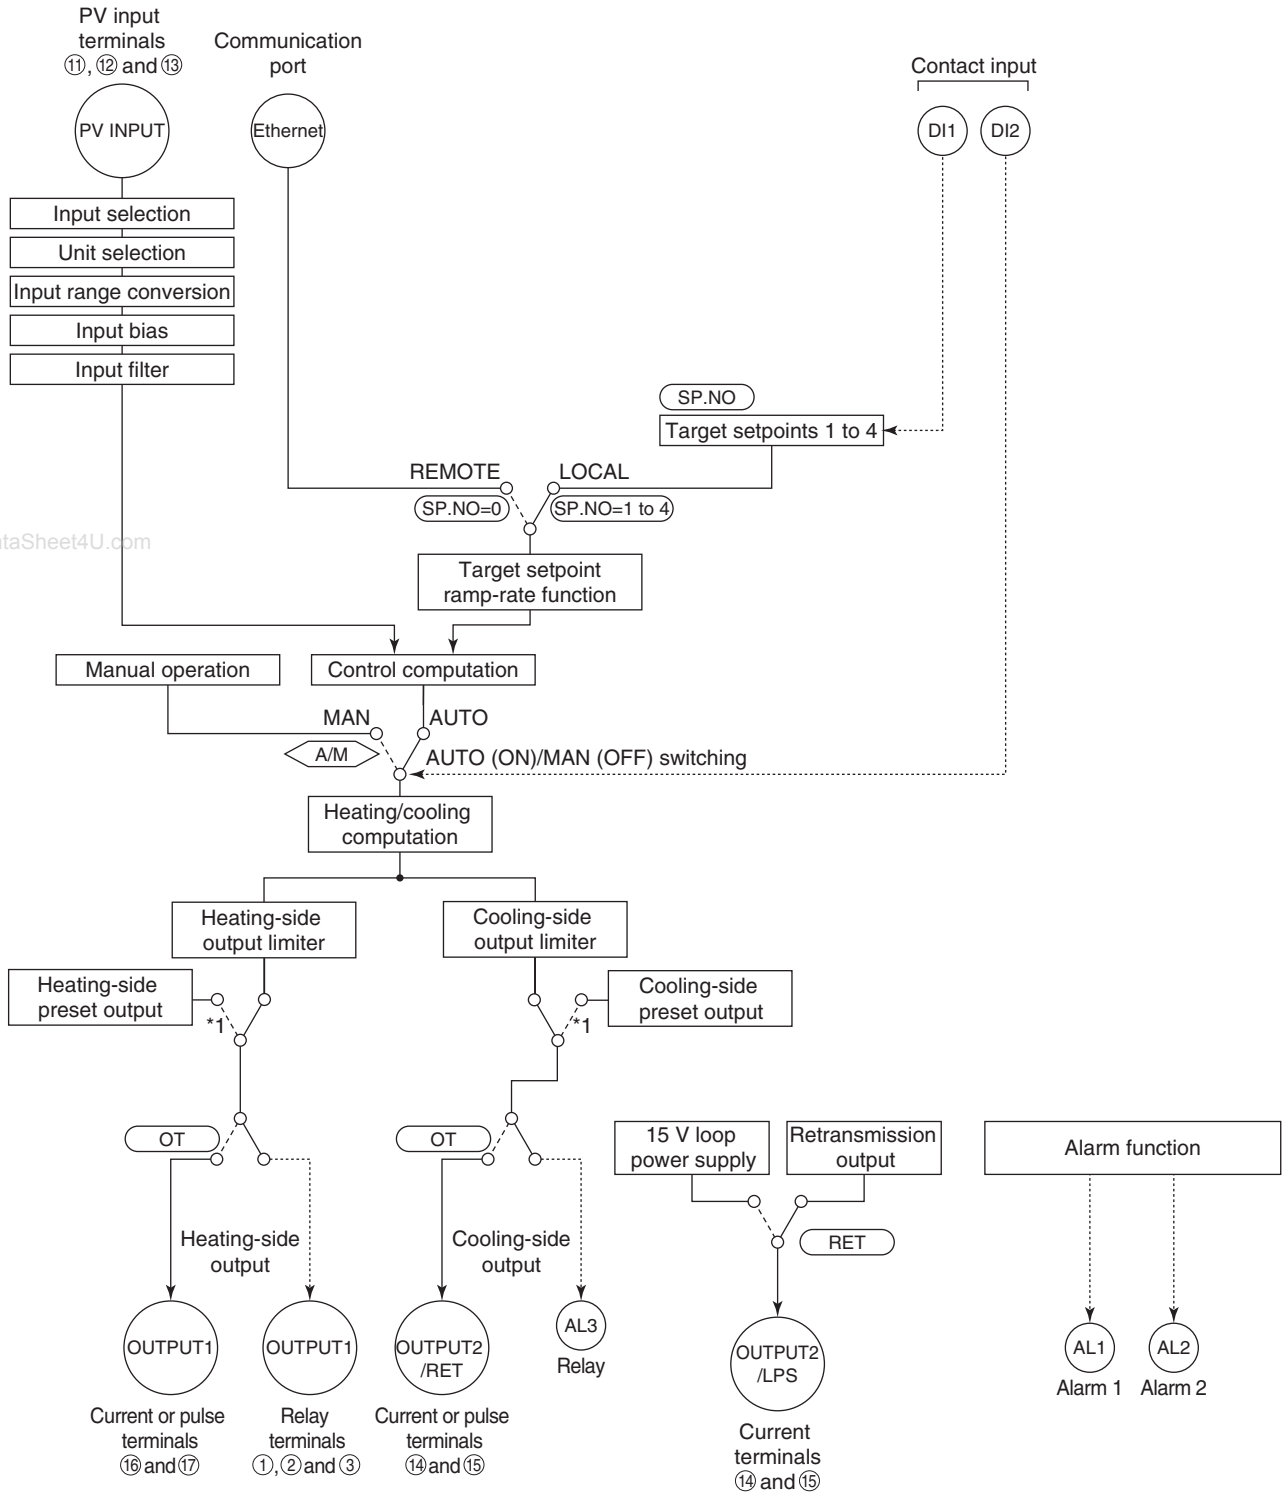 PV input
terminals
⑪, ⑫ and ⑬
Communication
port
Contact input
PV INPUT
Ethernet
DI1
DI2
Input selection
Unit selection
Input range conversion
Input bias
Input filter
SP.NO
Target setpoints 1 to 4
REMOTE
LOCAL
SP.NO=0
SP.NO=1 to 4
taSheet4U.com
Target setpoint
ramp-rate function
Manual operation
Control computation
MAN
AUTO
A/M
AUTO (ON)/MAN (OFF) switching
Heating/cooling
computation
Heating-side
output limiter
Cooling-side
output limiter
Heating-side
preset output
*1
*1
Cooling-side
preset output
OT
OT
15 V loop
power supply
Retransmission
output
Alarm function
RET
Heating-side
output
Cooling-side
output
OUTPUT1
OUTPUT1
OUTPUT2
/RET
AL3
Relay
OUTPUT2
/LPS
AL1
AL2
Alarm 1
Alarm 2
Current or pulse
terminals
⑯ and ⑰
Relay
terminals
①, ② and ③
Current or pulse
terminals
⑭ and ⑮
Current
terminals
⑭ and ⑮